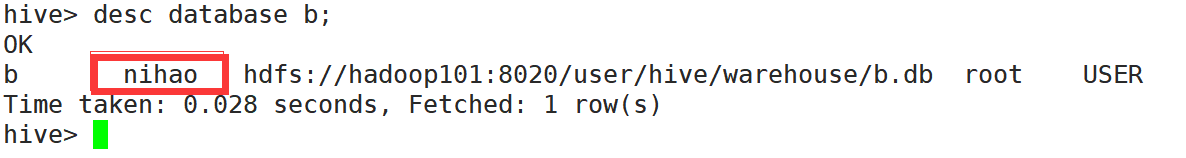 hive> desc database b;
OK
b nihao hdfs://hadoop101:8020/user/hive/warehouse/b.db root USER
Time taken: 0.028 seconds, Fetched: 1 row(s)
hive>